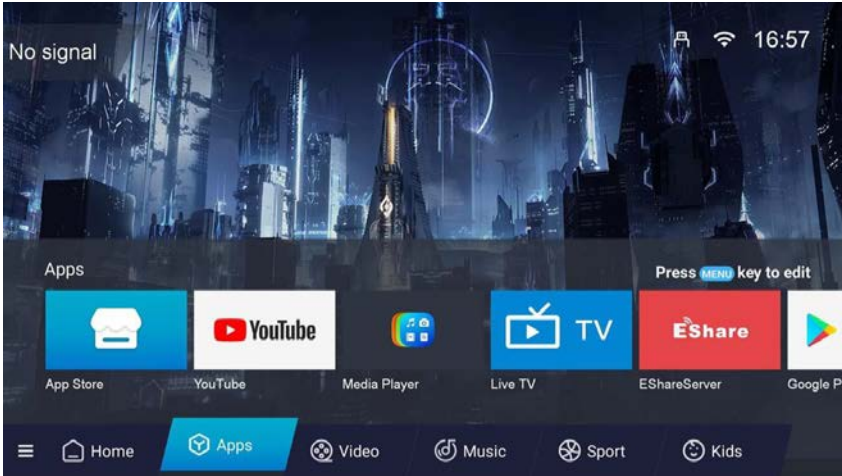 No signal
16:57
Apps
Press MENU key to edit
YouTube
TV
EShare
App Store
YouTube
Media Player
Live TV
EShareServer
Google P
Home
Apps
Video
Music
Sport
Kids